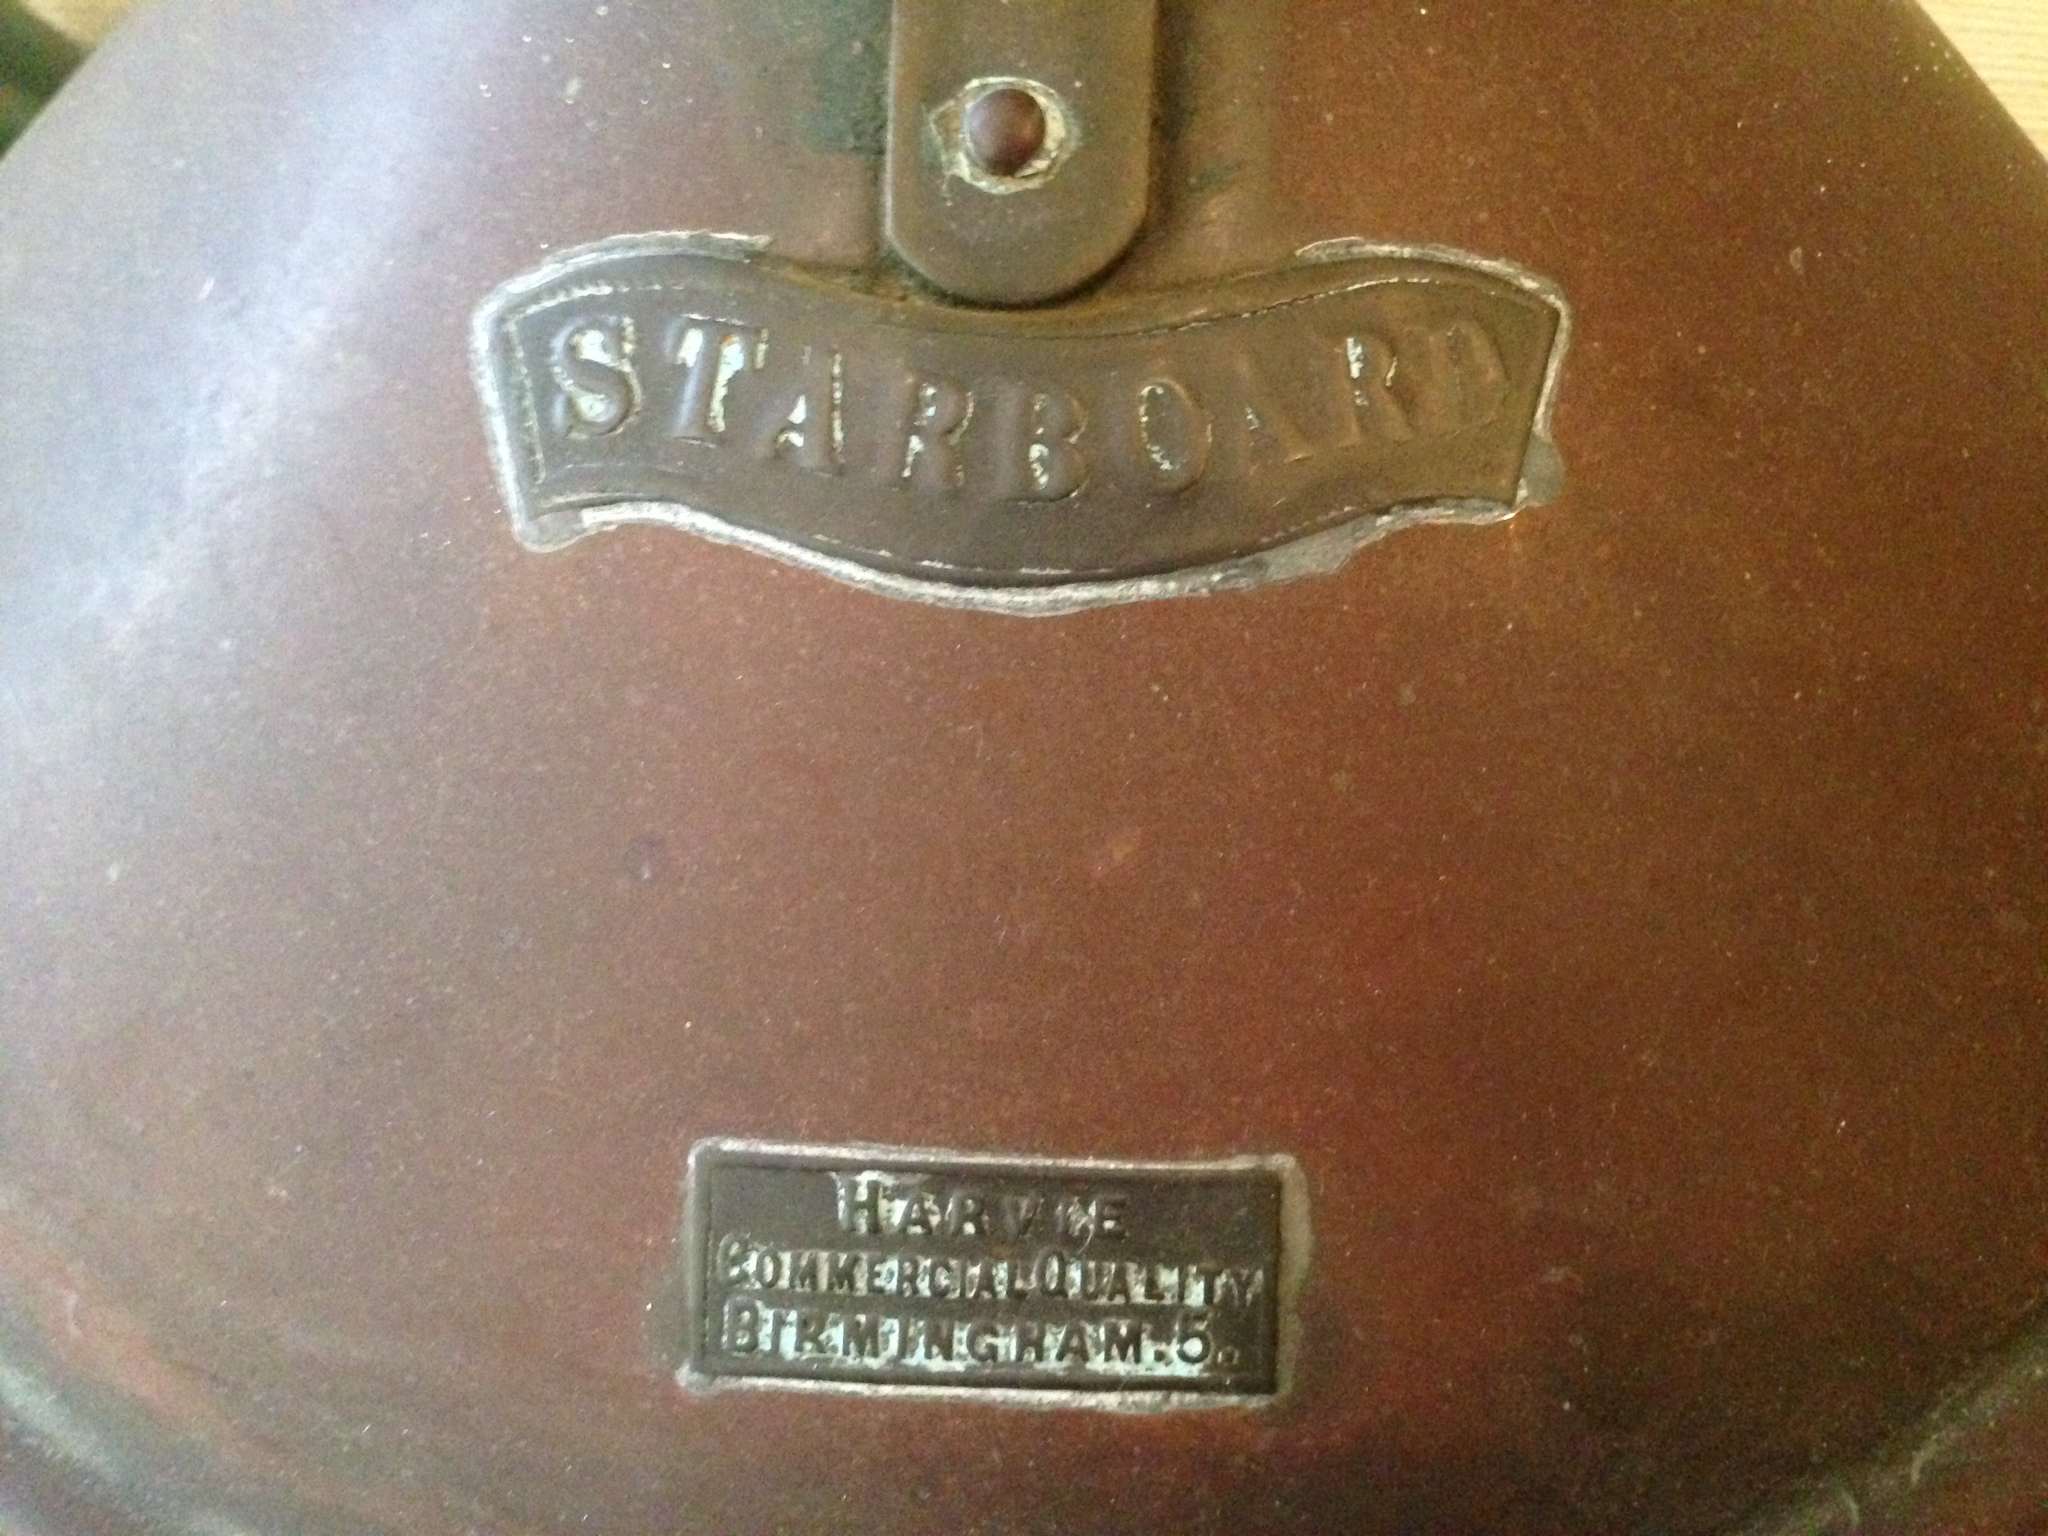 STARBOARD
HARVIE
COMMERCIAL QUALITY
BIRMINGHAM.5.